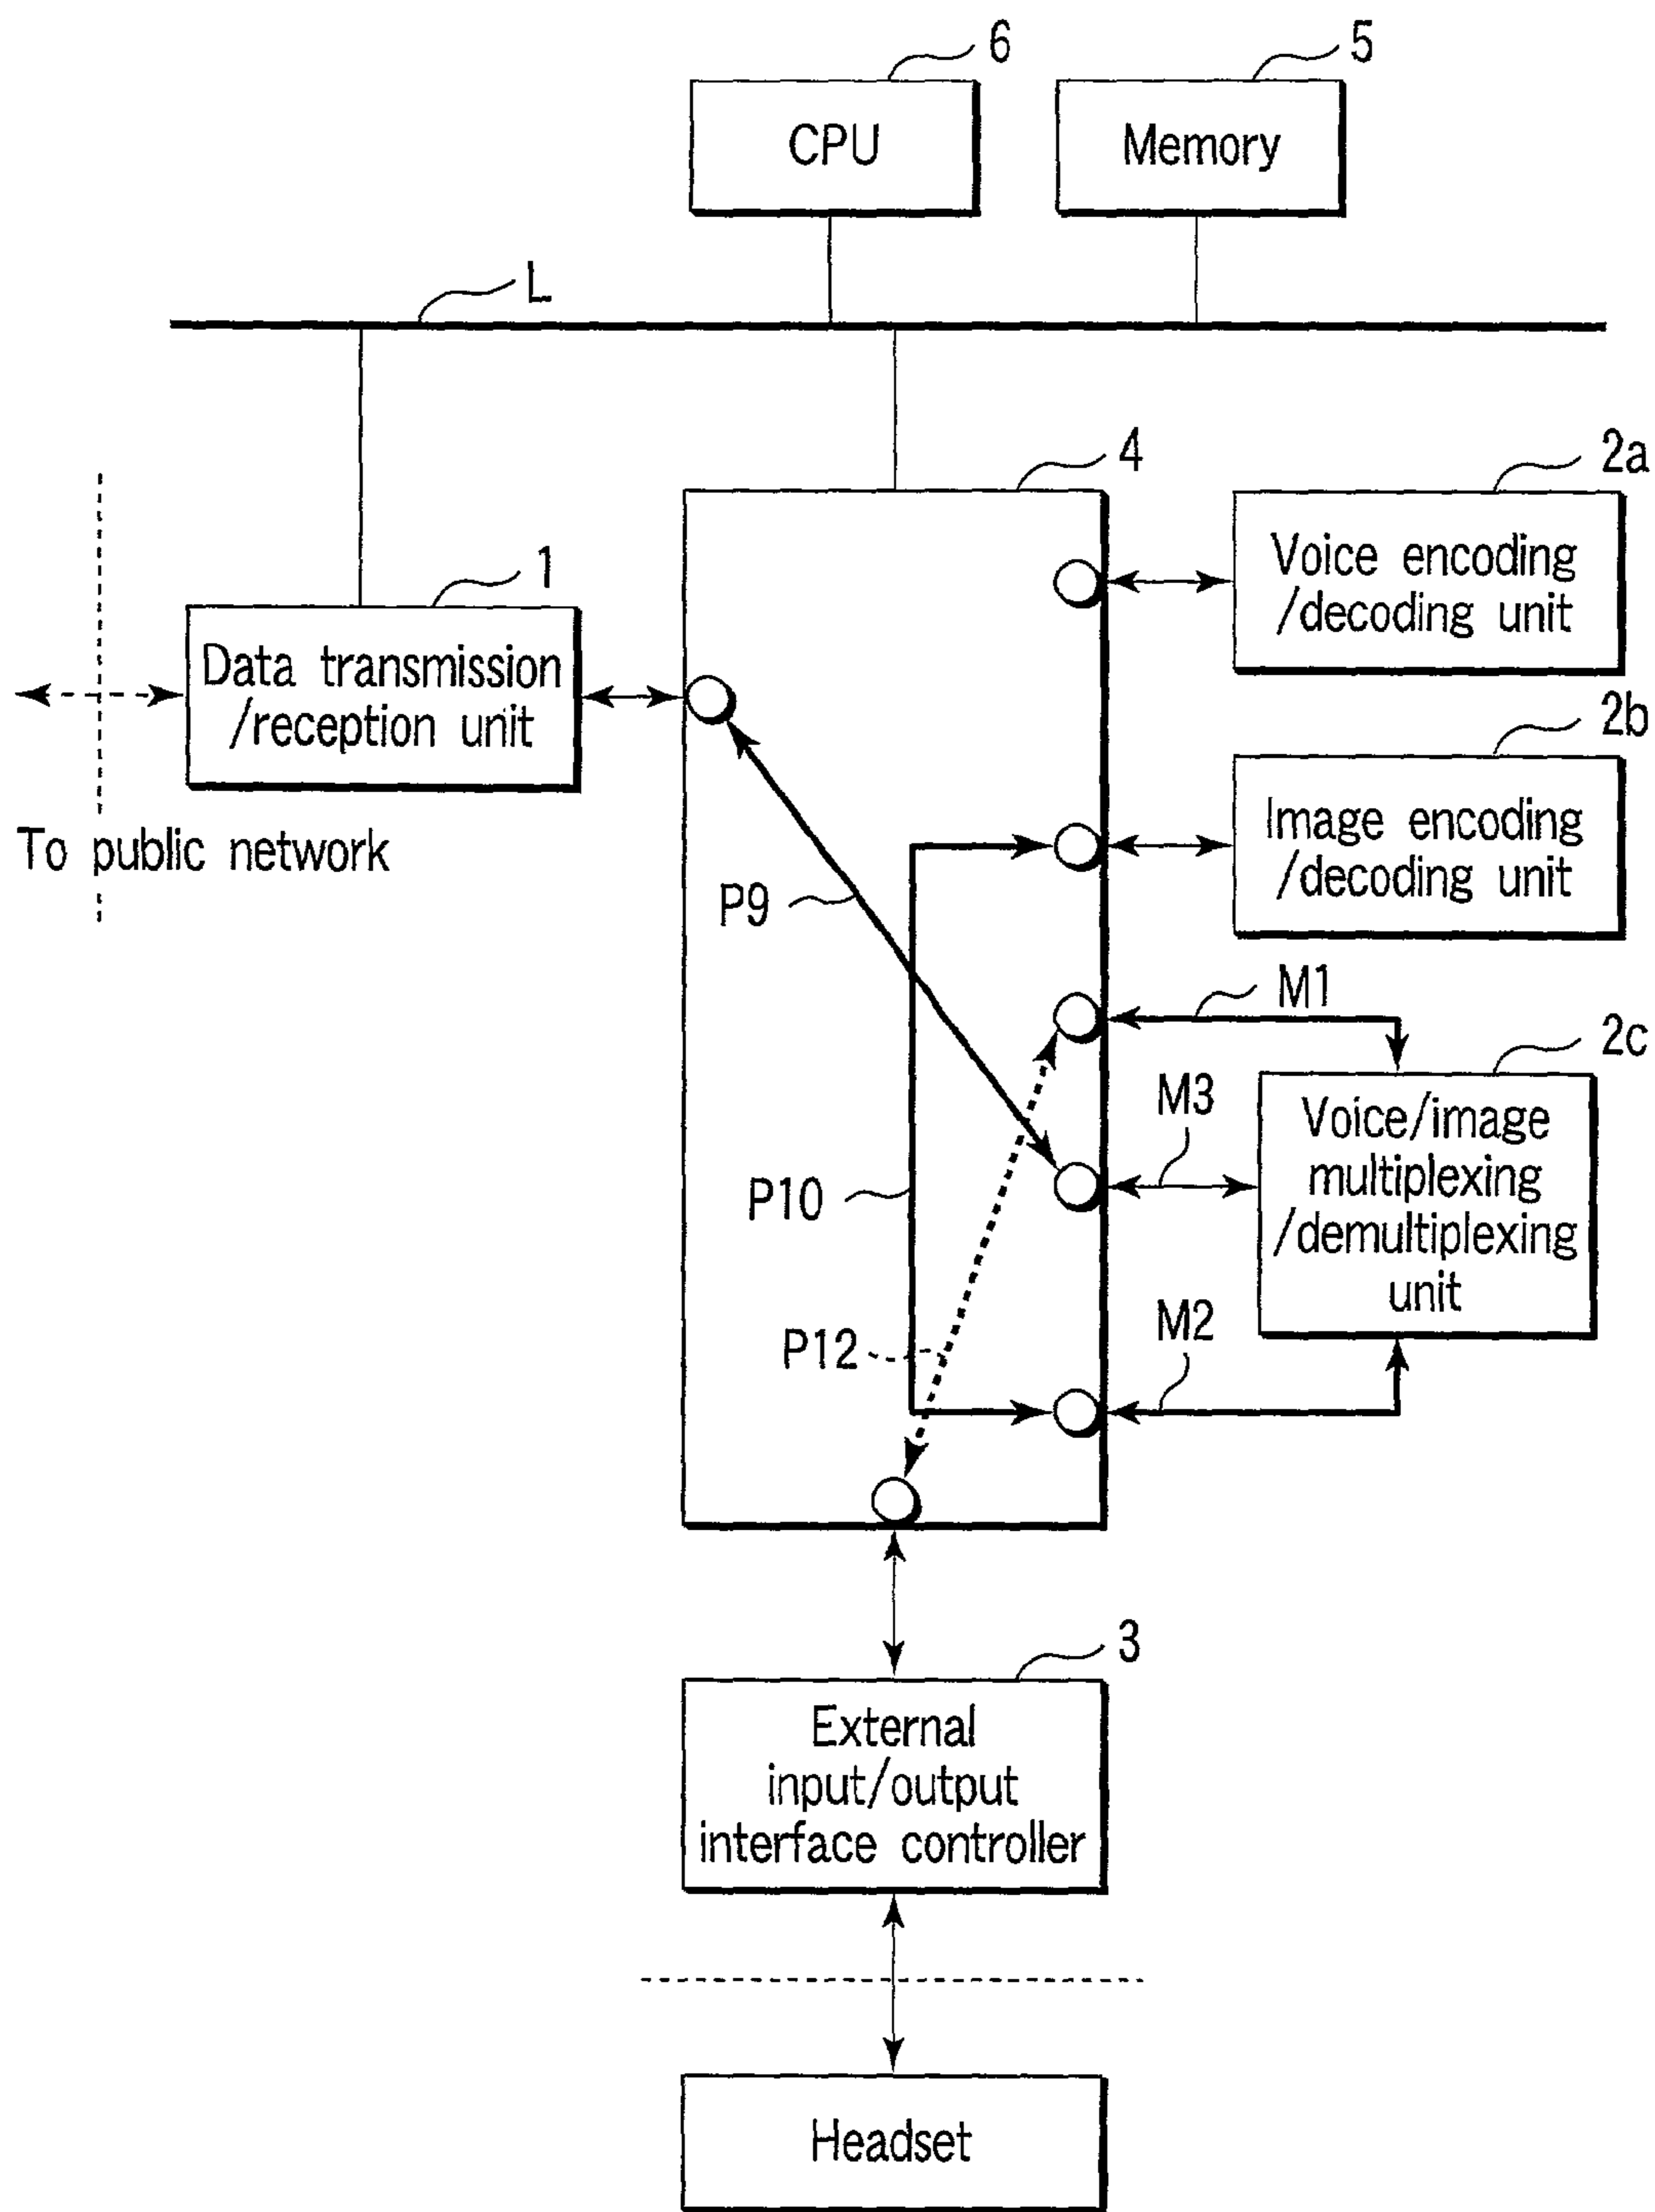 6
5
CPU
Memory
L
4
2a
Voice encoding
/decoding unit
1
Data transmission
/reception unit
2b
Image encoding
/decoding unit
To public network
P9
M1
2c
M3
Voice/image
multiplexing
/demultiplexing
unit
P10
M2
P12
3
External
input/output
interface controller
Headset